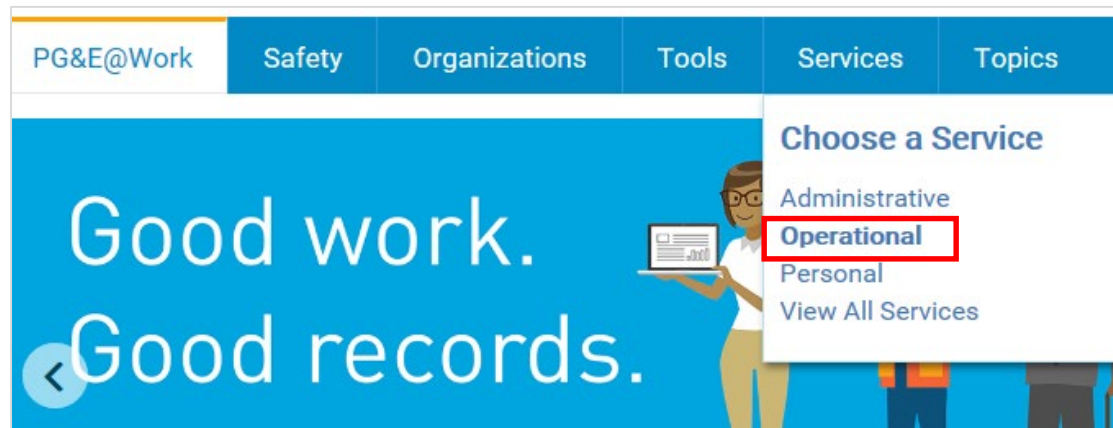 PG&E@Work Safety Organizations Tools Services Topics
Choose a Service
Administrative
Operational
Personal
View All Services
Good work.
Good records.